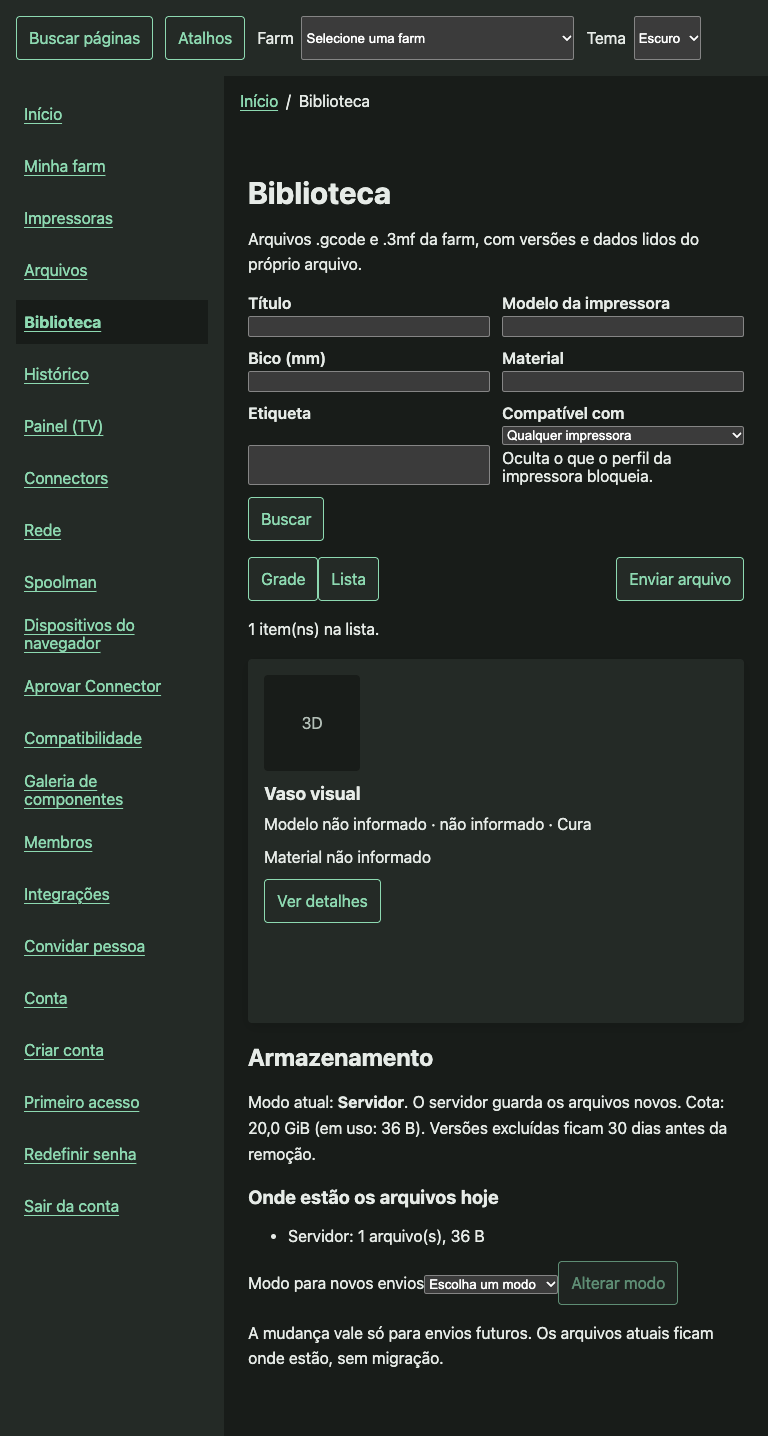 Buscar páginas
Atalhos
Farm
Selecione uma farm
Tema
Escuro
Início
Minha farm
Impressoras
Arquivos
Biblioteca
Histórico
Painel (TV)
Connectors
Rede
Spoolman
Dispositivos do
navegador
Aprovar Connector
Compatibilidade
Galeria de
componentes
Membros
Integrações
Convidar pessoa
Conta
Criar conta
Primeiro acesso
Redefinir senha
Sair da conta
Início / Biblioteca
Biblioteca
Arquivos .gcode e .3mf da farm, com versões e dados lidos do
próprio arquivo.
Título
Modelo da impressora
Bico (mm)
Material
Etiqueta
Compatível com
Qualquer impressora
Oculta o que o perfil da
impressora bloqueia.
Buscar
Grade
Lista
Enviar arquivo
1 item(ns) na lista.
3D
Vaso visual
Modelo não informado · não informado · Cura
Material não informado
Ver detalhes
Armazenamento
Modo atual: Servidor. O servidor guarda os arquivos novos. Cota:
20,0 GiB (em uso: 36 B). Versões excluídas ficam 30 dias antes da
remoção.
Onde estão os arquivos hoje
• Servidor: 1 arquivo(s), 36 B
Modo para novos envios
Escolha um modo
Alterar modo
A mudança vale só para envios futuros. Os arquivos atuais ficam
onde estão, sem migração.